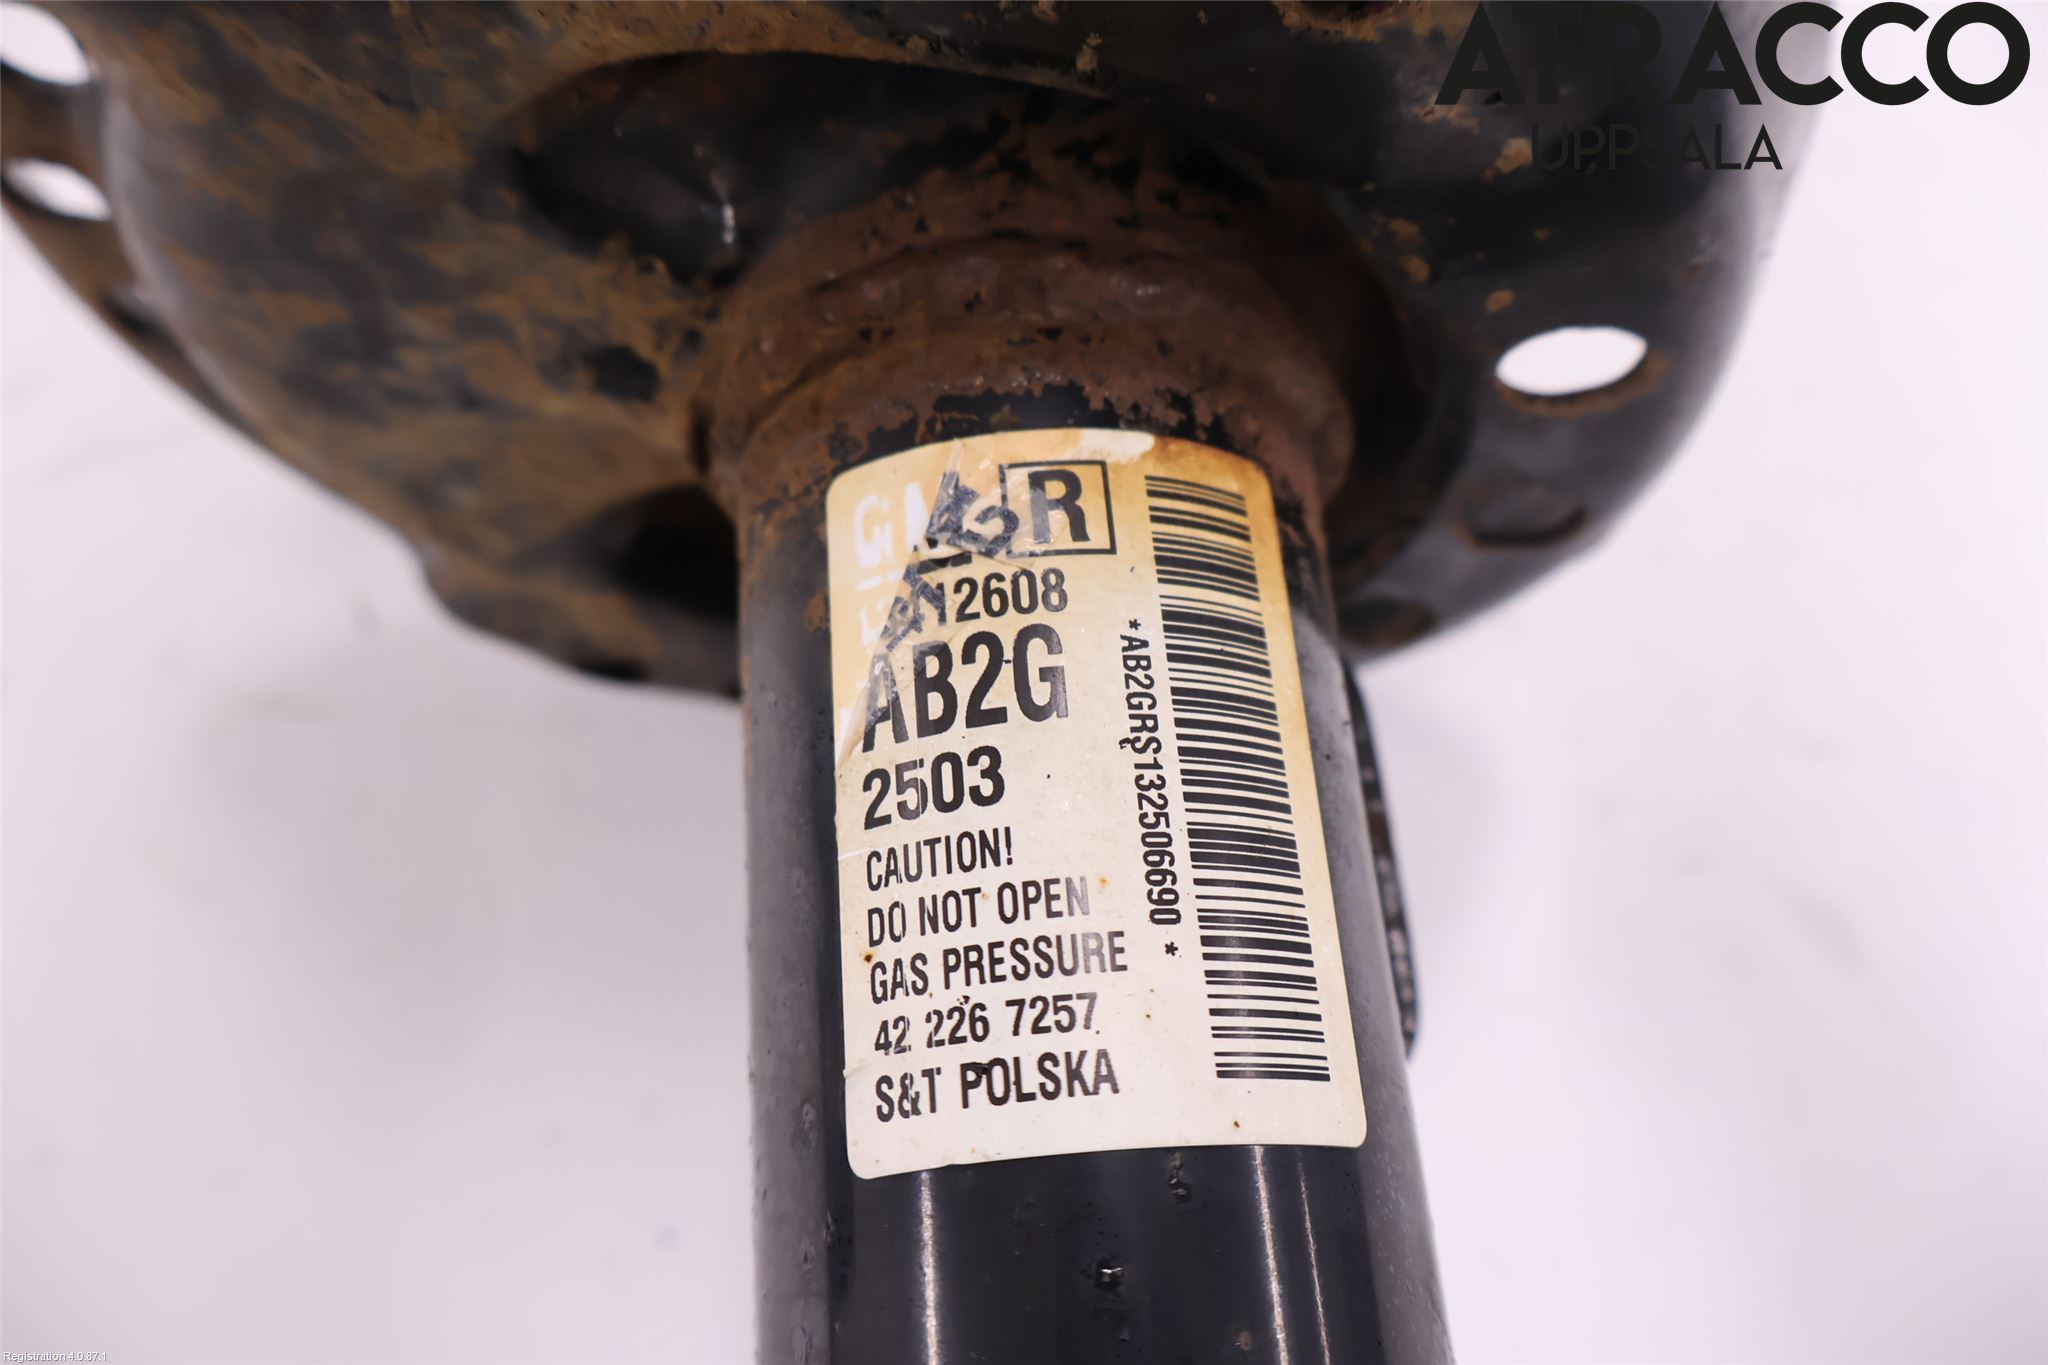 ATRACCO
UPPSALA
GM R
12608
AB2G
2503
CAUTION!
DO NOT OPEN
GAS PRESSURE
42 226 7257
S&T POLSKA
*AB2GRS132506690 *
Registration 4.0.87.1